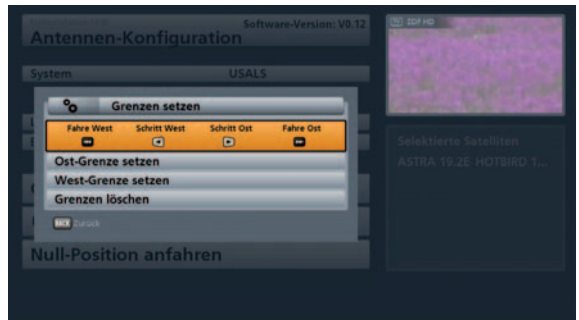 Software-Version: V0.12
Antennen-Konfiguration
ZDF HD
System USALS
Grenzen setzen
Fahre West Schritt West Schritt Ost Fahre Ost
Ost-Grenze setzen
West-Grenze setzen
Grenzen löschen
BACK Zurück
Null-Position anfahren
Selektierte Satelliten
ASTRA 19.2E HOTBIRD 1...